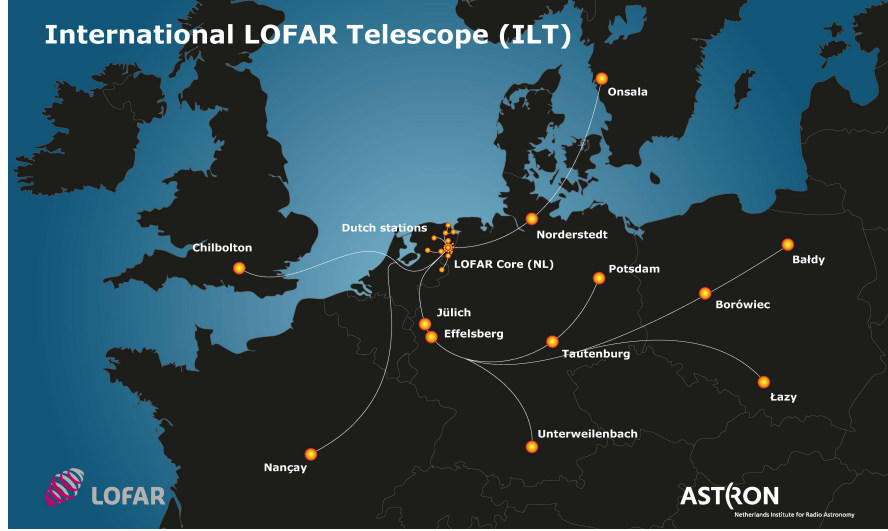 International LOFAR Telescope (ILT)
Onsala
Dutch stations
Norderstedt
Chilbolton
LOFAR Core (NL)
Potsdam
Bałdy
Borówiec
Jülich
Effelsberg
Tautenburg
Łazy
Unterweilenbach
Nançay
LOFAR
ASTRON
Netherlands Institute for Radio Astronomy